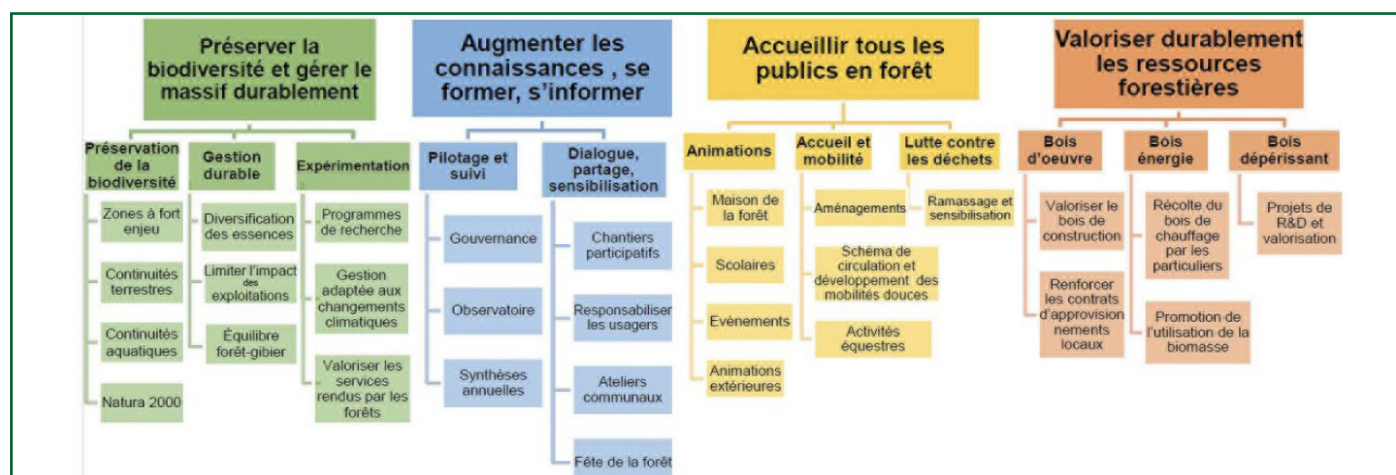 Préserver la
biodiversité et gérer le
massif durablement
Préservation
de la
biodiversité
Zones à fort
enjeu
Continuités
terrestres
Continuités
aquatiques
Natura 2000
Gestion
durable
Diversification
des essences
Limiter l'impact
des
exploitations
Équilibre
forêt-gibier
Expérimentation
Programmes
de recherche
Gestion
adaptée aux
changements
climatiques
Valoriser les
services
rendus par les
forêts
Augmenter les
connaissances , se
former, s'informer
Pilotage et
suivi
Gouvernance
Observatoire
Synthèses
annuelles
Dialogue,
partage,
sensibilisation
Chantiers
participatifs
Responsabiliser
les usagers
Ateliers
communaux
Fête de la forêt
Accueillir tous les
publics en forêt
Animations
Maison de
la forêt
Scolaires
Evènements
Animations
extérieures
Accueil et
mobilité
Aménagements
Schéma de
circulation et
développement des
mobilités douces
Activités
équestres
Lutte contre
les déchets
Ramassage et
sensibilisation
Valoriser durablement
les ressources
forestières
Bois
d'oeuvre
Valoriser le
bois de
construction
Renforcer
les contrats
d'approvision
nements
locaux
Bois
énergie
Récolte du
bois de
chauffage
par les
particuliers
Promotion de
l'utilisation de la
biomasse
Bois
dépérissant
Projets de
R&D et
valorisation